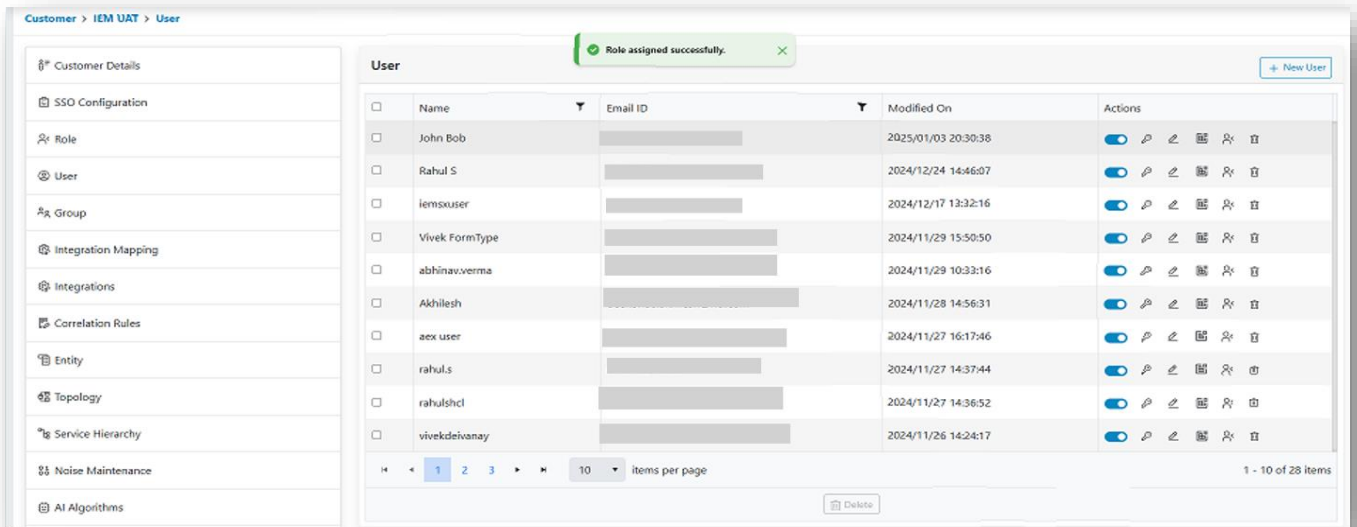 Customer > IEM UAT > User
Role assigned successfully.
Customer Details
SSO Configuration
Role
User
Group
Integration Mapping
Integrations
Correlation Rules
Entity
Topology
Service Hierarchy
Noise Maintenance
AI Algorithms
User
+ New User
Name Email ID Modified On Actions
John Bob 2025/01/03 20:30:38
Rahul S 2024/12/24 14:46:07
iemsxuser 2024/12/17 13:32:16
Vivek FormType 2024/11/29 15:50:50
abhinav.verma 2024/11/29 10:33:16
Akhilesh 2024/11/28 14:56:31
aex user 2024/11/27 16:17:46
rahul.s 2024/11/27 14:37:44
rahulshcl 2024/11/27 14:36:52
vivekdeivanay 2024/11/26 14:24:17
1 2 3 10 items per page 1 - 10 of 28 items
Delete